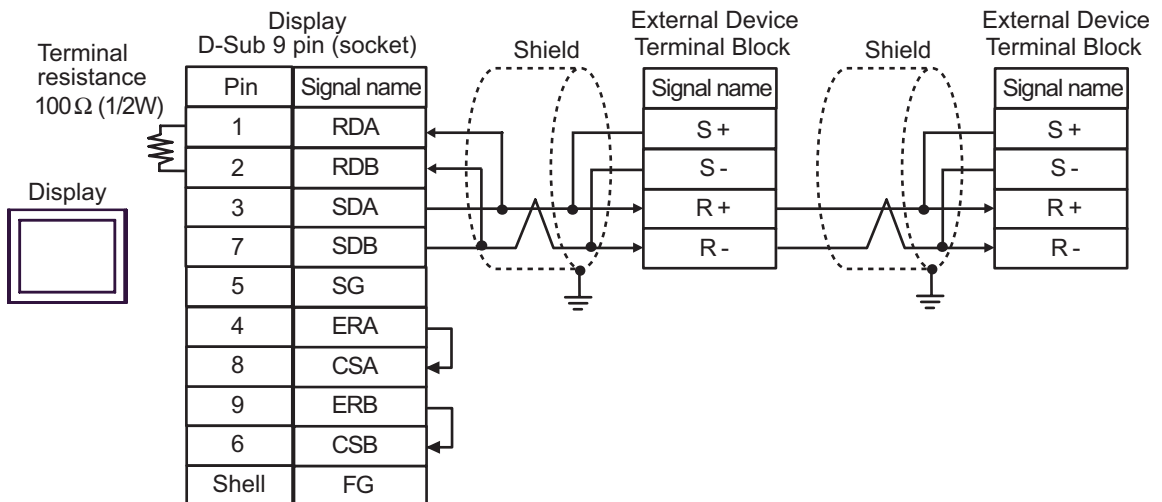 Display
D-Sub 9 pin (socket)
Terminal
resistance
100Ω (1/2W)
Display
Pin Signal name
1 RDA
2 RDB
3 SDA
7 SDB
5 SG
4 ERA
8 CSA
9 ERB
6 CSB
Shell FG
Shield
External Device
Terminal Block
Signal name
S +
S -
R +
R -
Shield
External Device
Terminal Block
Signal name
S +
S -
R +
R -